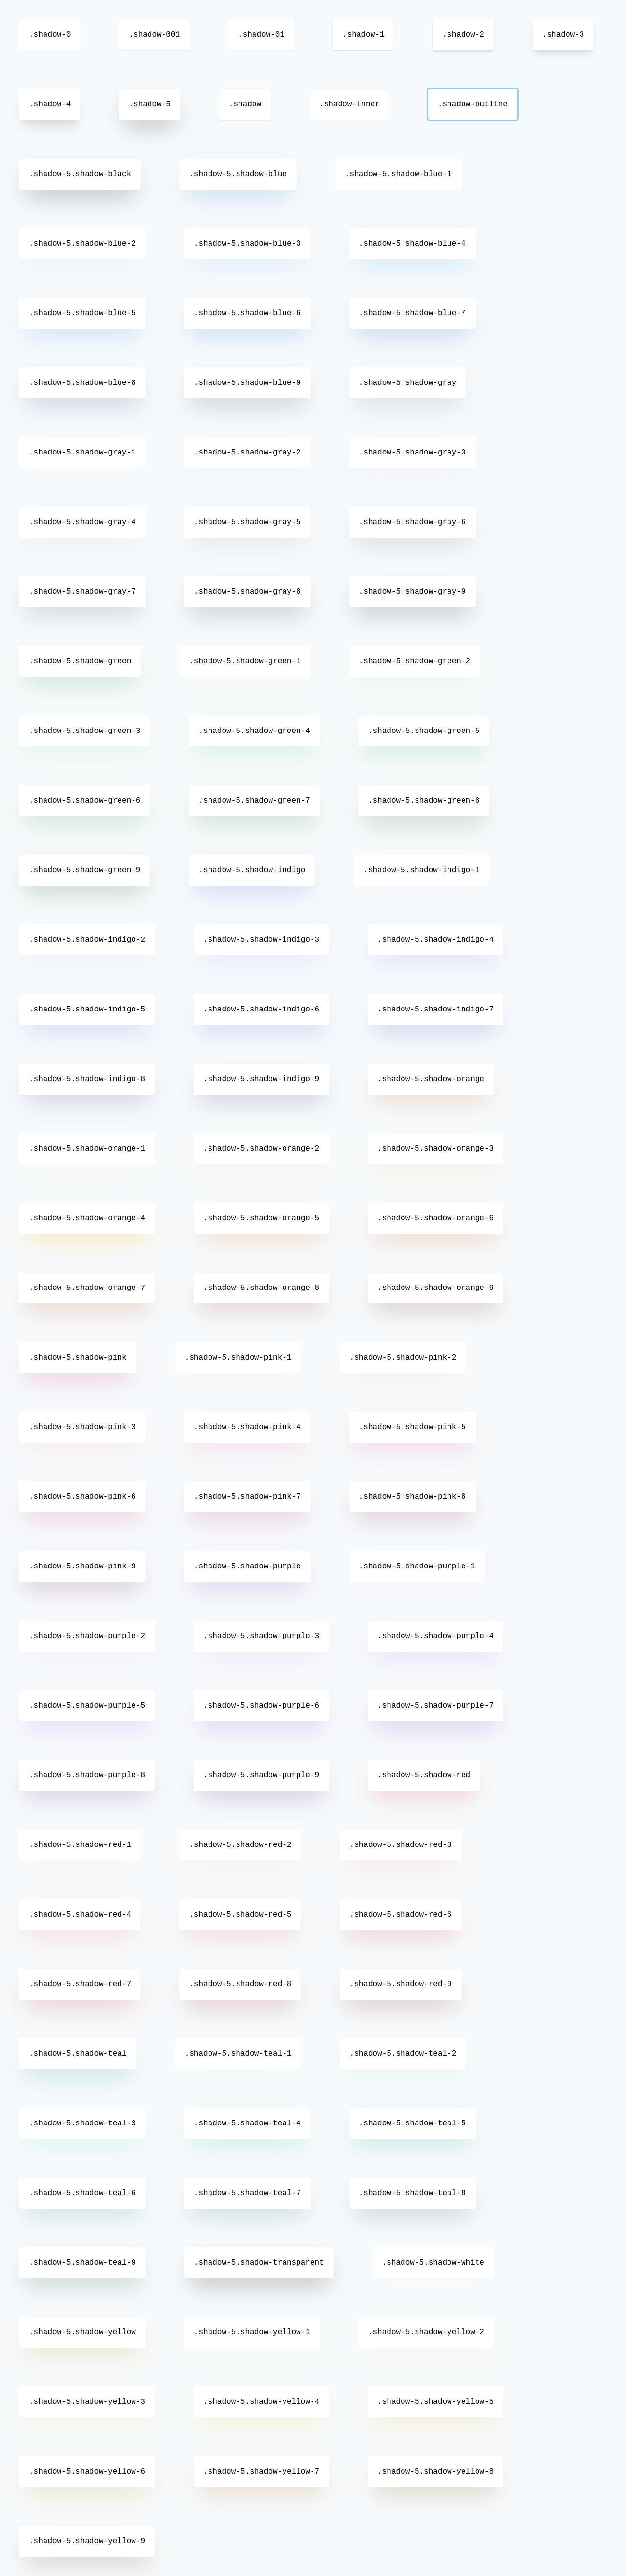 .shadow-0 .shadow-001 .shadow-01 .shadow-1 .shadow-2 .shadow-3
.shadow-4 .shadow-5 .shadow .shadow-inner .shadow-outline
.shadow-5.shadow-black .shadow-5.shadow-blue .shadow-5.shadow-blue-1
.shadow-5.shadow-blue-2 .shadow-5.shadow-blue-3 .shadow-5.shadow-blue-4
.shadow-5.shadow-blue-5 .shadow-5.shadow-blue-6 .shadow-5.shadow-blue-7
.shadow-5.shadow-blue-8 .shadow-5.shadow-blue-9 .shadow-5.shadow-gray
.shadow-5.shadow-gray-1 .shadow-5.shadow-gray-2 .shadow-5.shadow-gray-3
.shadow-5.shadow-gray-4 .shadow-5.shadow-gray-5 .shadow-5.shadow-gray-6
.shadow-5.shadow-gray-7 .shadow-5.shadow-gray-8 .shadow-5.shadow-gray-9
.shadow-5.shadow-green .shadow-5.shadow-green-1 .shadow-5.shadow-green-2
.shadow-5.shadow-green-3 .shadow-5.shadow-green-4 .shadow-5.shadow-green-5
.shadow-5.shadow-green-6 .shadow-5.shadow-green-7 .shadow-5.shadow-green-8
.shadow-5.shadow-green-9 .shadow-5.shadow-indigo .shadow-5.shadow-indigo-1
.shadow-5.shadow-indigo-2 .shadow-5.shadow-indigo-3 .shadow-5.shadow-indigo-4
.shadow-5.shadow-indigo-5 .shadow-5.shadow-indigo-6 .shadow-5.shadow-indigo-7
.shadow-5.shadow-indigo-8 .shadow-5.shadow-indigo-9 .shadow-5.shadow-orange
.shadow-5.shadow-orange-1 .shadow-5.shadow-orange-2 .shadow-5.shadow-orange-3
.shadow-5.shadow-orange-4 .shadow-5.shadow-orange-5 .shadow-5.shadow-orange-6
.shadow-5.shadow-orange-7 .shadow-5.shadow-orange-8 .shadow-5.shadow-orange-9
.shadow-5.shadow-pink .shadow-5.shadow-pink-1 .shadow-5.shadow-pink-2
.shadow-5.shadow-pink-3 .shadow-5.shadow-pink-4 .shadow-5.shadow-pink-5
.shadow-5.shadow-pink-6 .shadow-5.shadow-pink-7 .shadow-5.shadow-pink-8
.shadow-5.shadow-pink-9 .shadow-5.shadow-purple .shadow-5.shadow-purple-1
.shadow-5.shadow-purple-2 .shadow-5.shadow-purple-3 .shadow-5.shadow-purple-4
.shadow-5.shadow-purple-5 .shadow-5.shadow-purple-6 .shadow-5.shadow-purple-7
.shadow-5.shadow-purple-8 .shadow-5.shadow-purple-9 .shadow-5.shadow-red
.shadow-5.shadow-red-1 .shadow-5.shadow-red-2 .shadow-5.shadow-red-3
.shadow-5.shadow-red-4 .shadow-5.shadow-red-5 .shadow-5.shadow-red-6
.shadow-5.shadow-red-7 .shadow-5.shadow-red-8 .shadow-5.shadow-red-9
.shadow-5.shadow-teal .shadow-5.shadow-teal-1 .shadow-5.shadow-teal-2
.shadow-5.shadow-teal-3 .shadow-5.shadow-teal-4 .shadow-5.shadow-teal-5
.shadow-5.shadow-teal-6 .shadow-5.shadow-teal-7 .shadow-5.shadow-teal-8
.shadow-5.shadow-teal-9 .shadow-5.shadow-transparent .shadow-5.shadow-white
.shadow-5.shadow-yellow .shadow-5.shadow-yellow-1 .shadow-5.shadow-yellow-2
.shadow-5.shadow-yellow-3 .shadow-5.shadow-yellow-4 .shadow-5.shadow-yellow-5
.shadow-5.shadow-yellow-6 .shadow-5.shadow-yellow-7 .shadow-5.shadow-yellow-8
.shadow-5.shadow-yellow-9